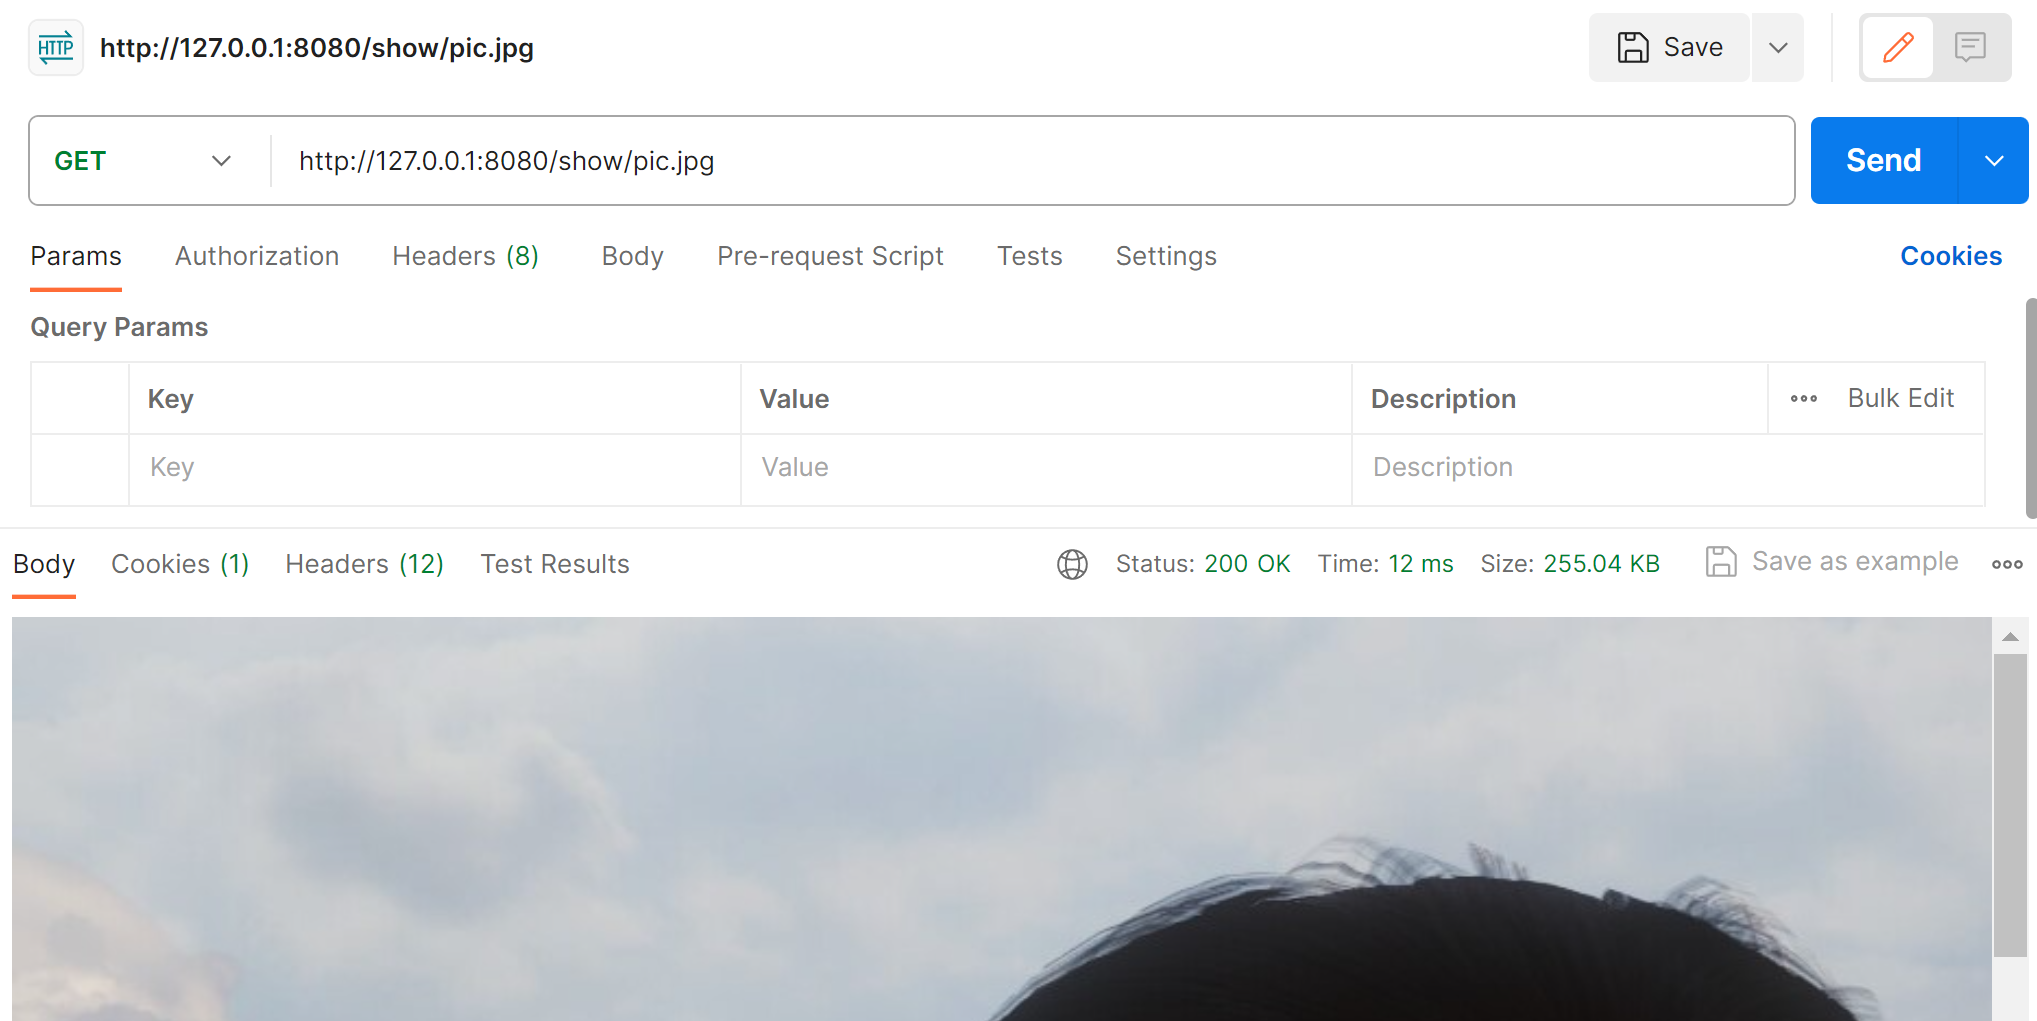 HTTP http://127.0.0.1:8080/show/pic.jpg Save
GET http://127.0.0.1:8080/show/pic.jpg Send
Params Authorization Headers (8) Body Pre-request Script Tests Settings Cookies
Query Params
Key Value Description Bulk Edit
Key Value Description
Body Cookies (1) Headers (12) Test Results Status: 200 OK Time: 12 ms Size: 255.04 KB Save as example